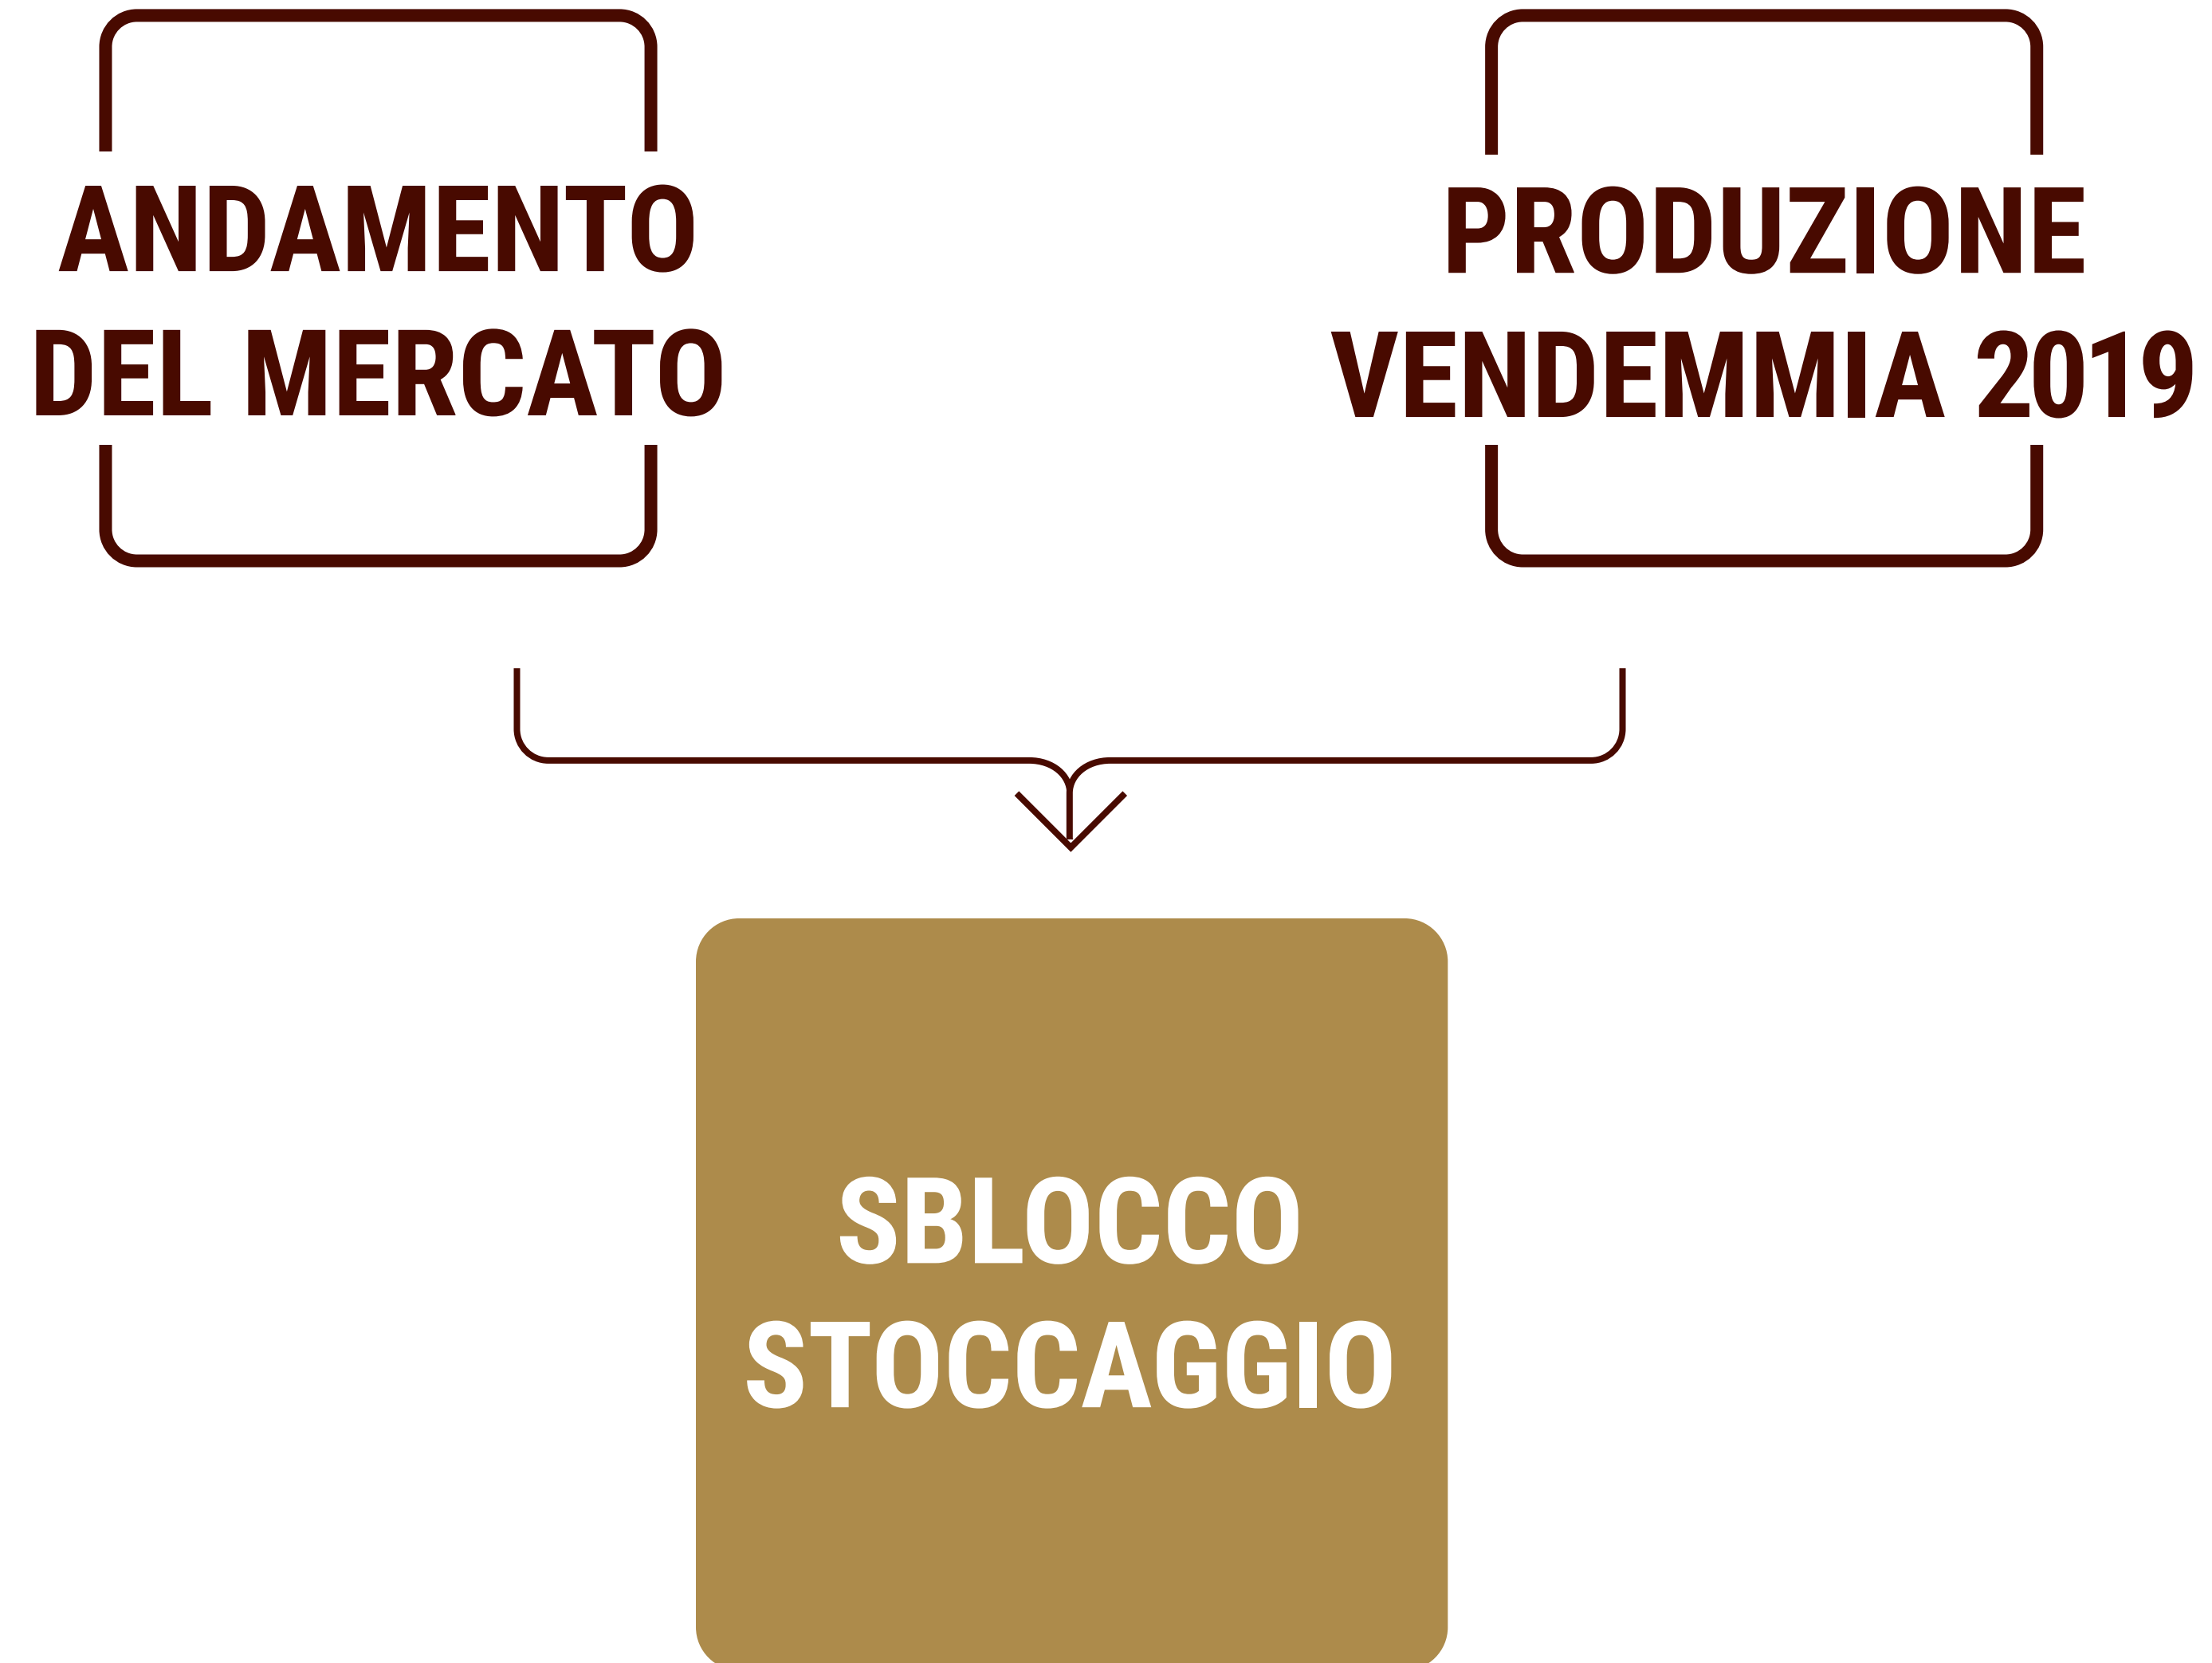 ANDAMENTO
DEL MERCATO
PRODUZIONE
VENDEMMIA 2019
SBLOCCO
STOCCAGGIO